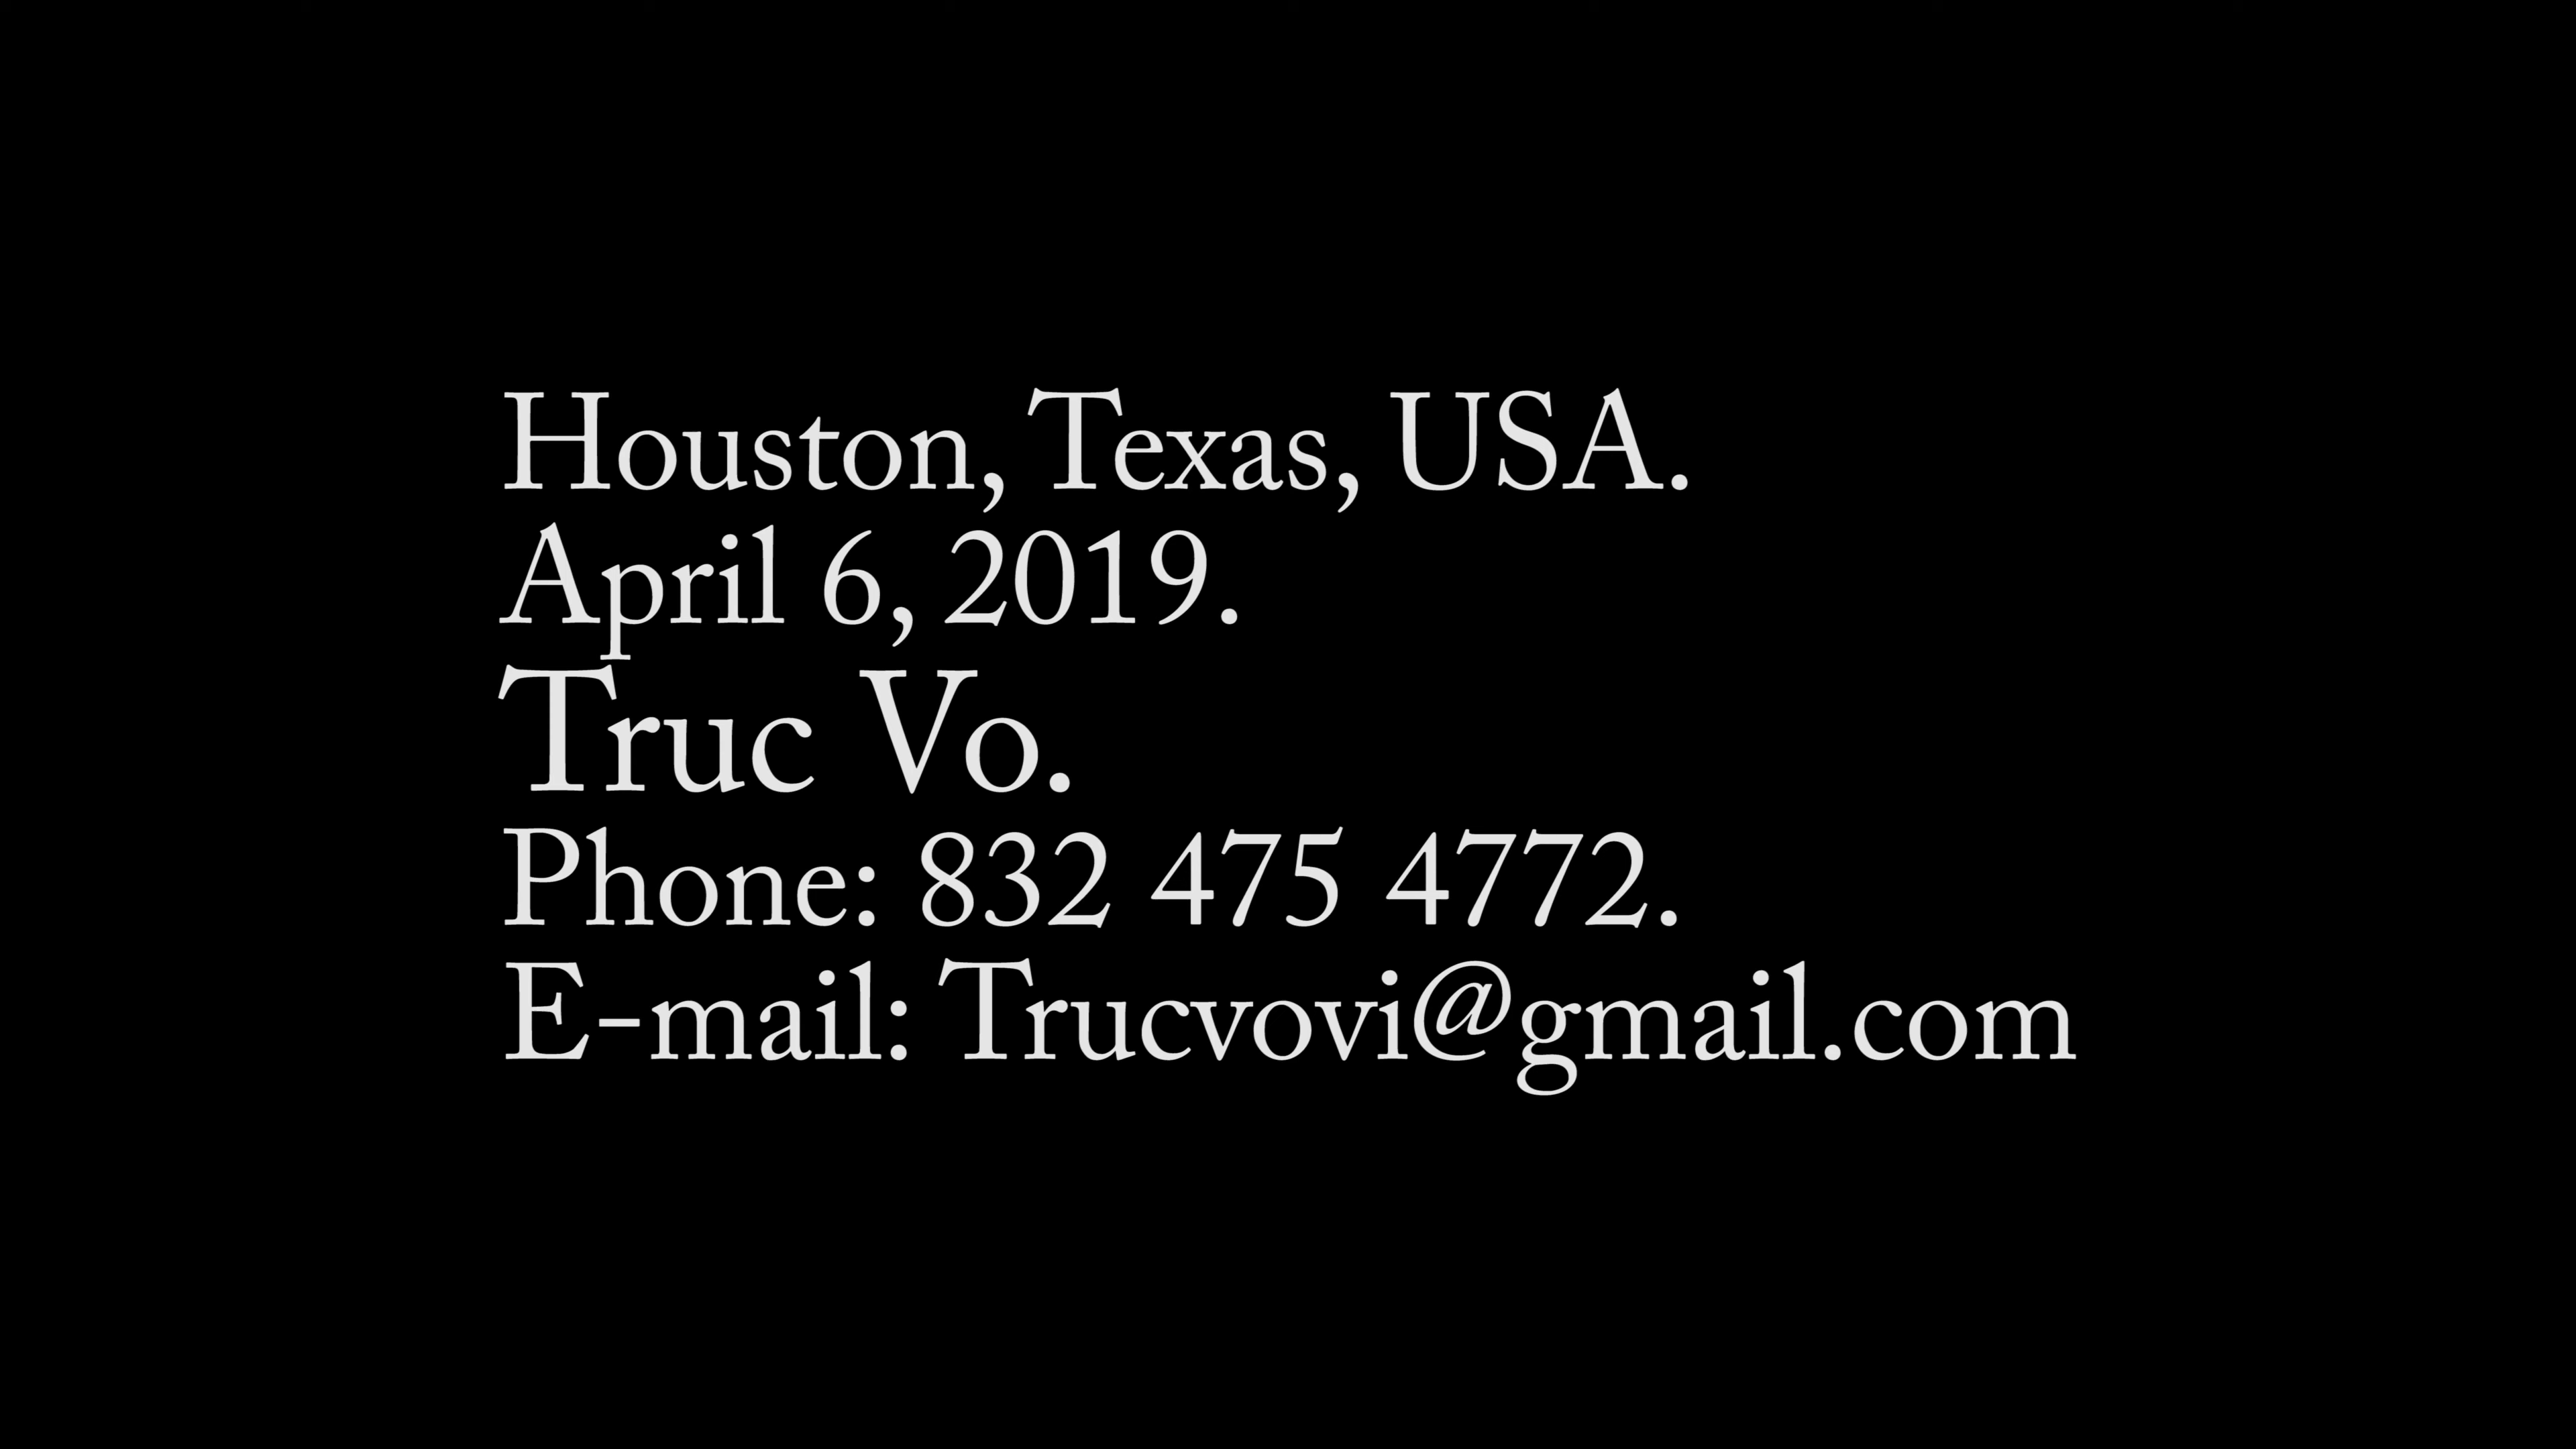 Houston, Texas, USA.
April 6, 2019.
Truc Vo.
Phone: 832 475 4772.
E-mail: Trucvovi@gmail.com